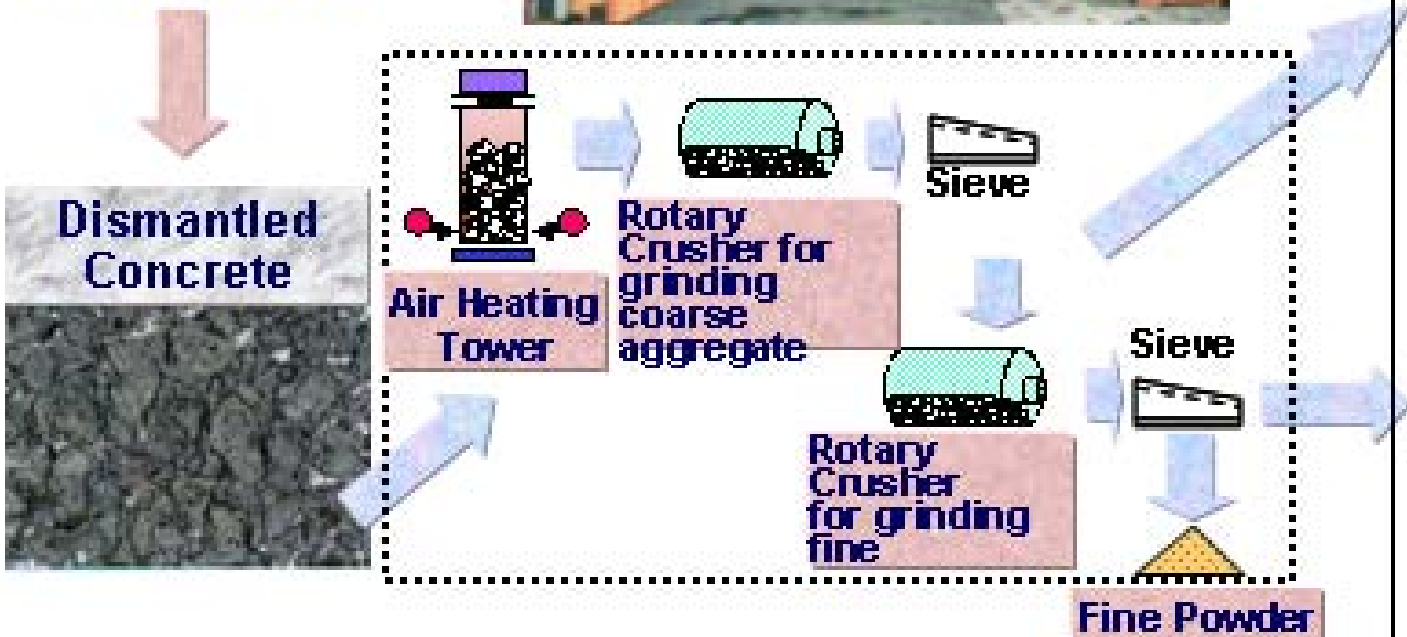 Dismantled
Concrete
Air Heating
Tower
Rotary
Crusher for
grinding
coarse
aggregate
Sieve
Rotary
Crusher
for grinding
fine
Sieve
Fine Powder